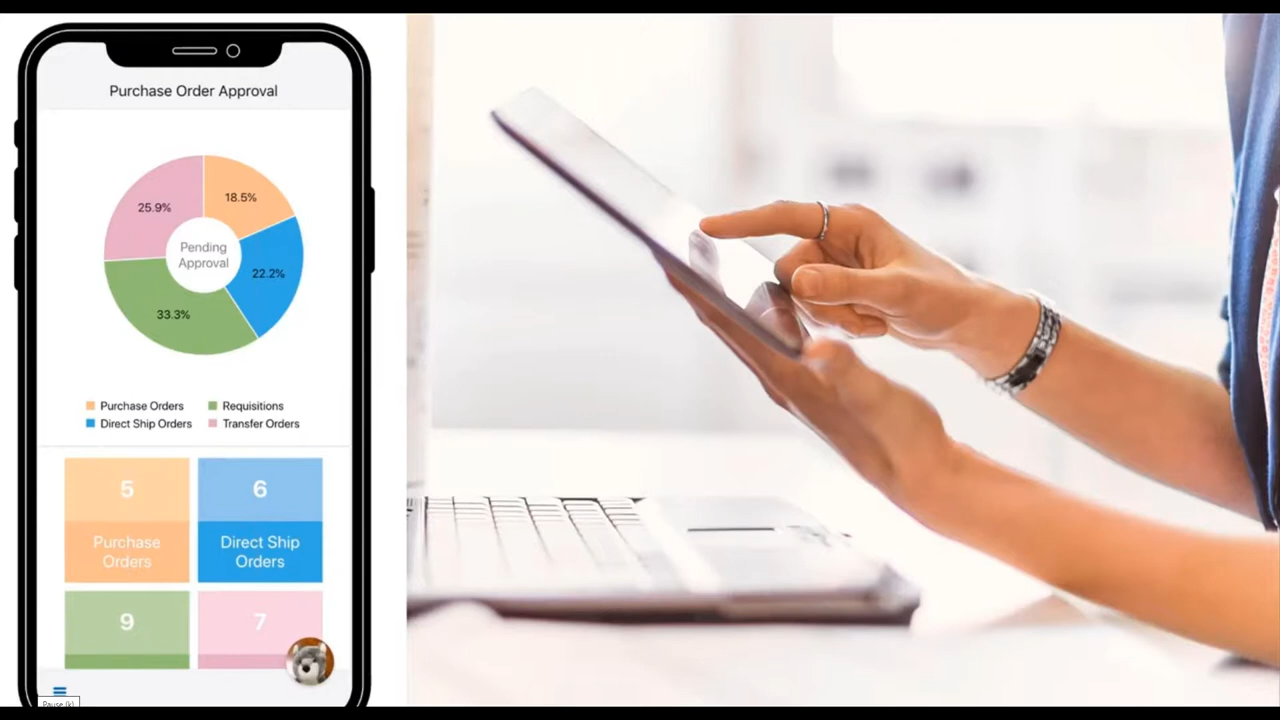 Purchase Order Approval
18.5%
25.9%
Pending
Approval
22.2%
33.3%
Purchase Orders
Requisitions
Direct Ship Orders
Transfer Orders
5
6
Purchase
Orders
Direct Ship
Orders
9
7
Pause (k)